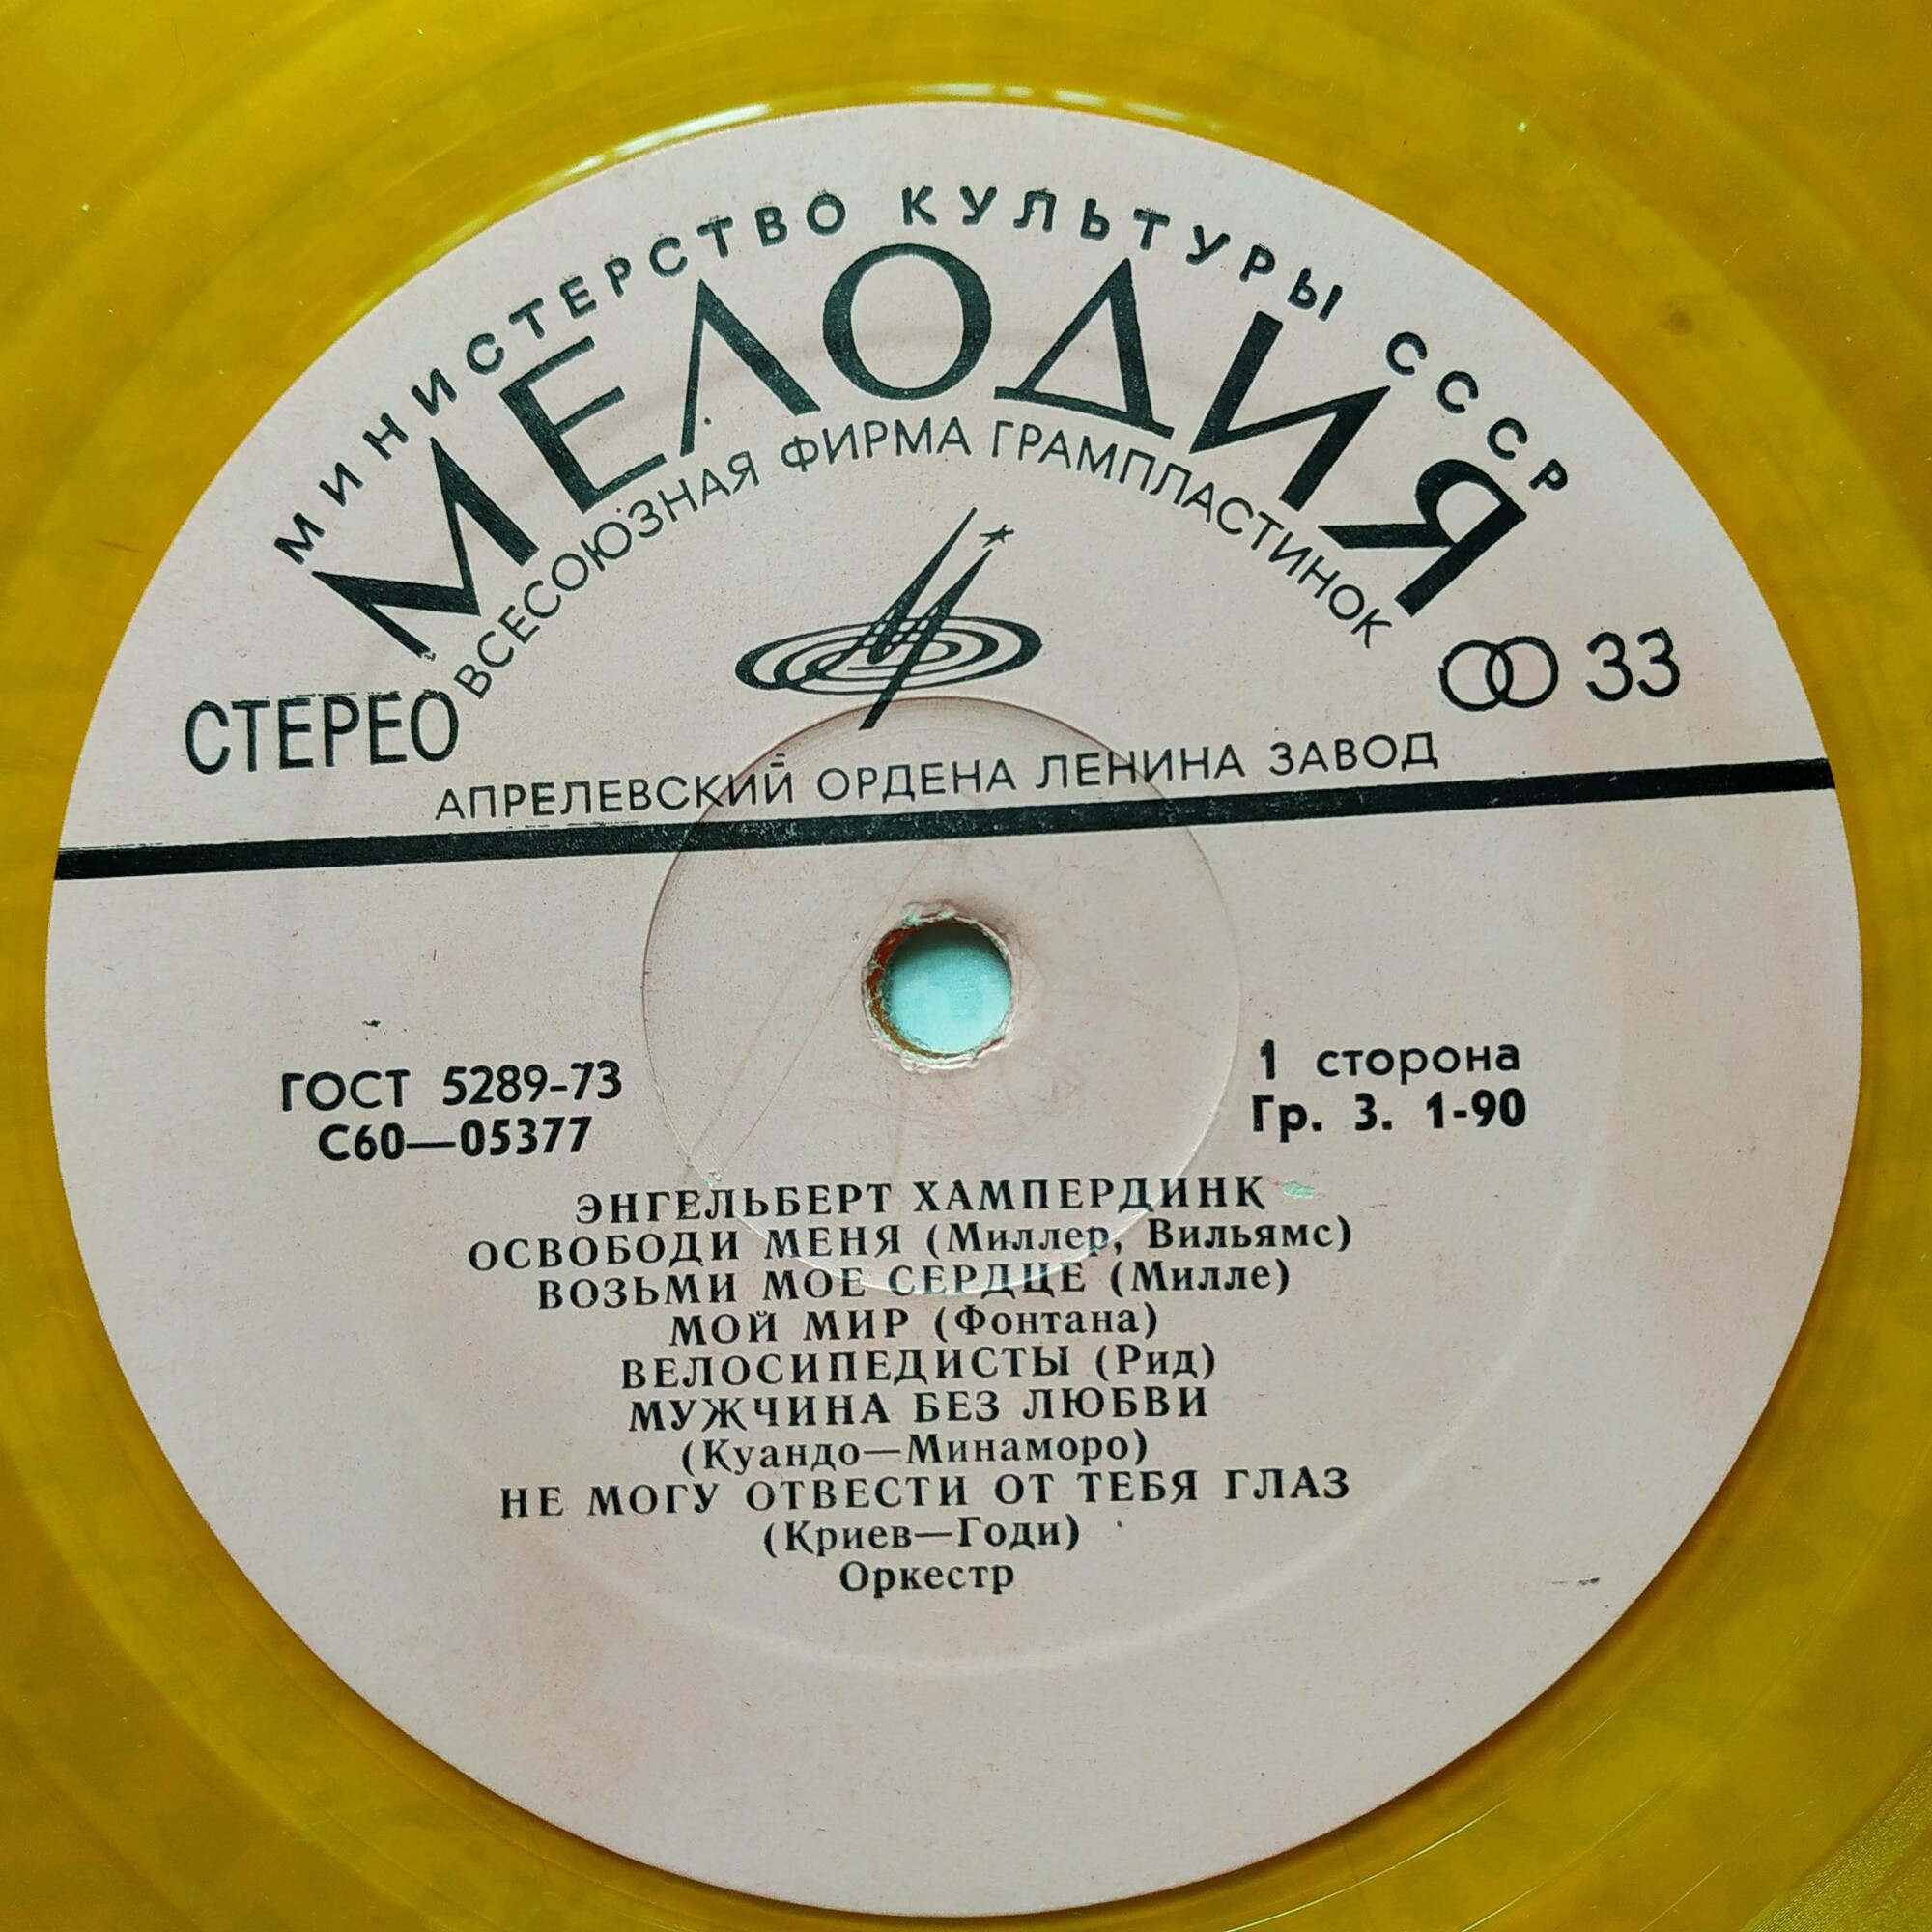 МИНИСТЕРСТВО КУЛЬТУРЫ СССР
МЕЛОДИЯ
ВСЕСОЮЗНАЯ ФИРМА ГРАМПЛАСТИНОК
СТЕРЕО
33
АПРЕЛЕВСКИЙ ОРДЕНА ЛЕНИНА ЗАВОД
ГОСТ 5289-73
С60—05377
1 сторона
Гр. 3. 1-90
ЭНГЕЛЬБЕРТ ХАМПЕРДИНК
ОСВОБОДИ МЕНЯ (Миллер, Вильямс)
ВОЗЬМИ МОЕ СЕРДЦЕ (Милле)
МОЙ МИР (Фонтана)
ВЕЛОСИПЕДИСТЫ (Рид)
МУЖЧИНА БЕЗ ЛЮБВИ
(Куандо—Минаморо)
НЕ МОГУ ОТВЕСТИ ОТ ТЕБЯ ГЛАЗ
(Криев—Годи)
Оркестр